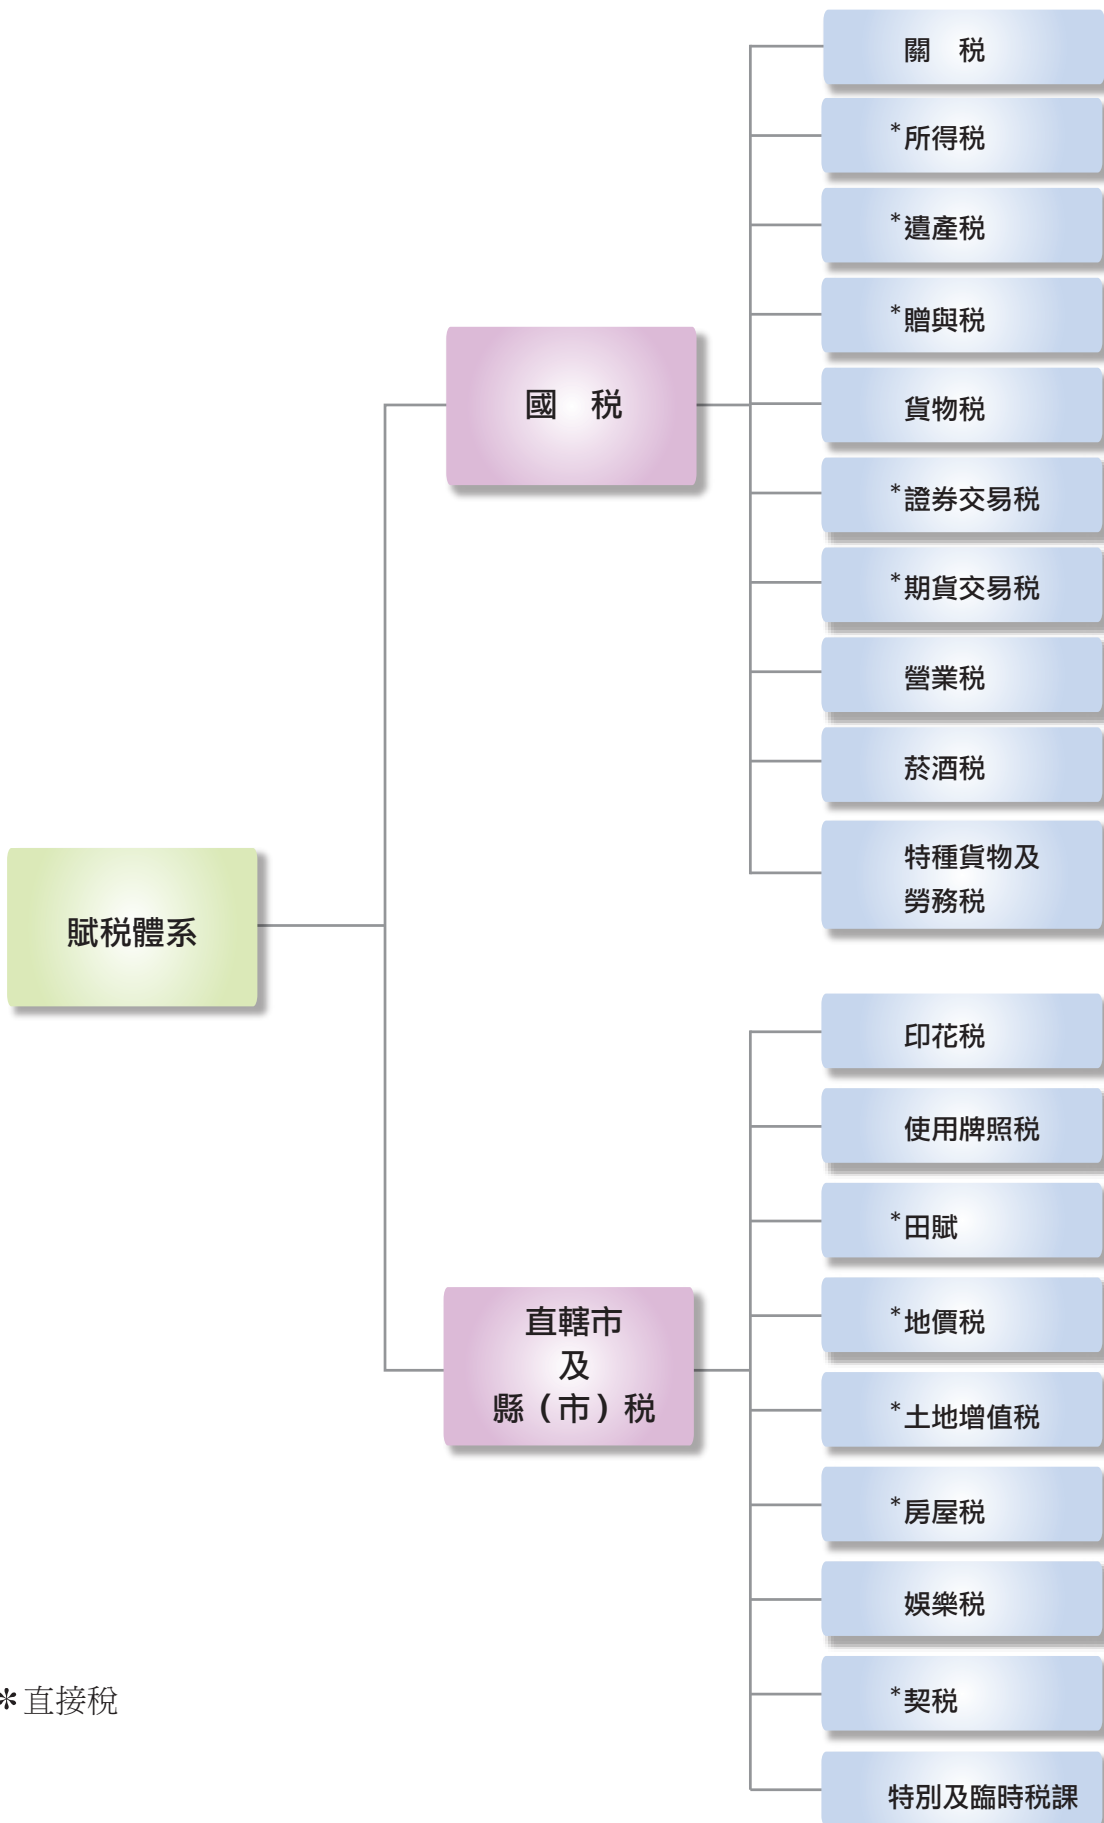 賦稅體系
國 稅
關 稅
*所得稅
*遺產稅
*贈與稅
貨物稅
*證券交易稅
*期貨交易稅
營業稅
菸酒稅
特種貨物及
勞務稅
直轄市
及
縣（市）稅
印花稅
使用牌照稅
*田賦
*地價稅
*土地增值稅
*房屋稅
娛樂稅
*契稅
特別及臨時稅課
*直接稅